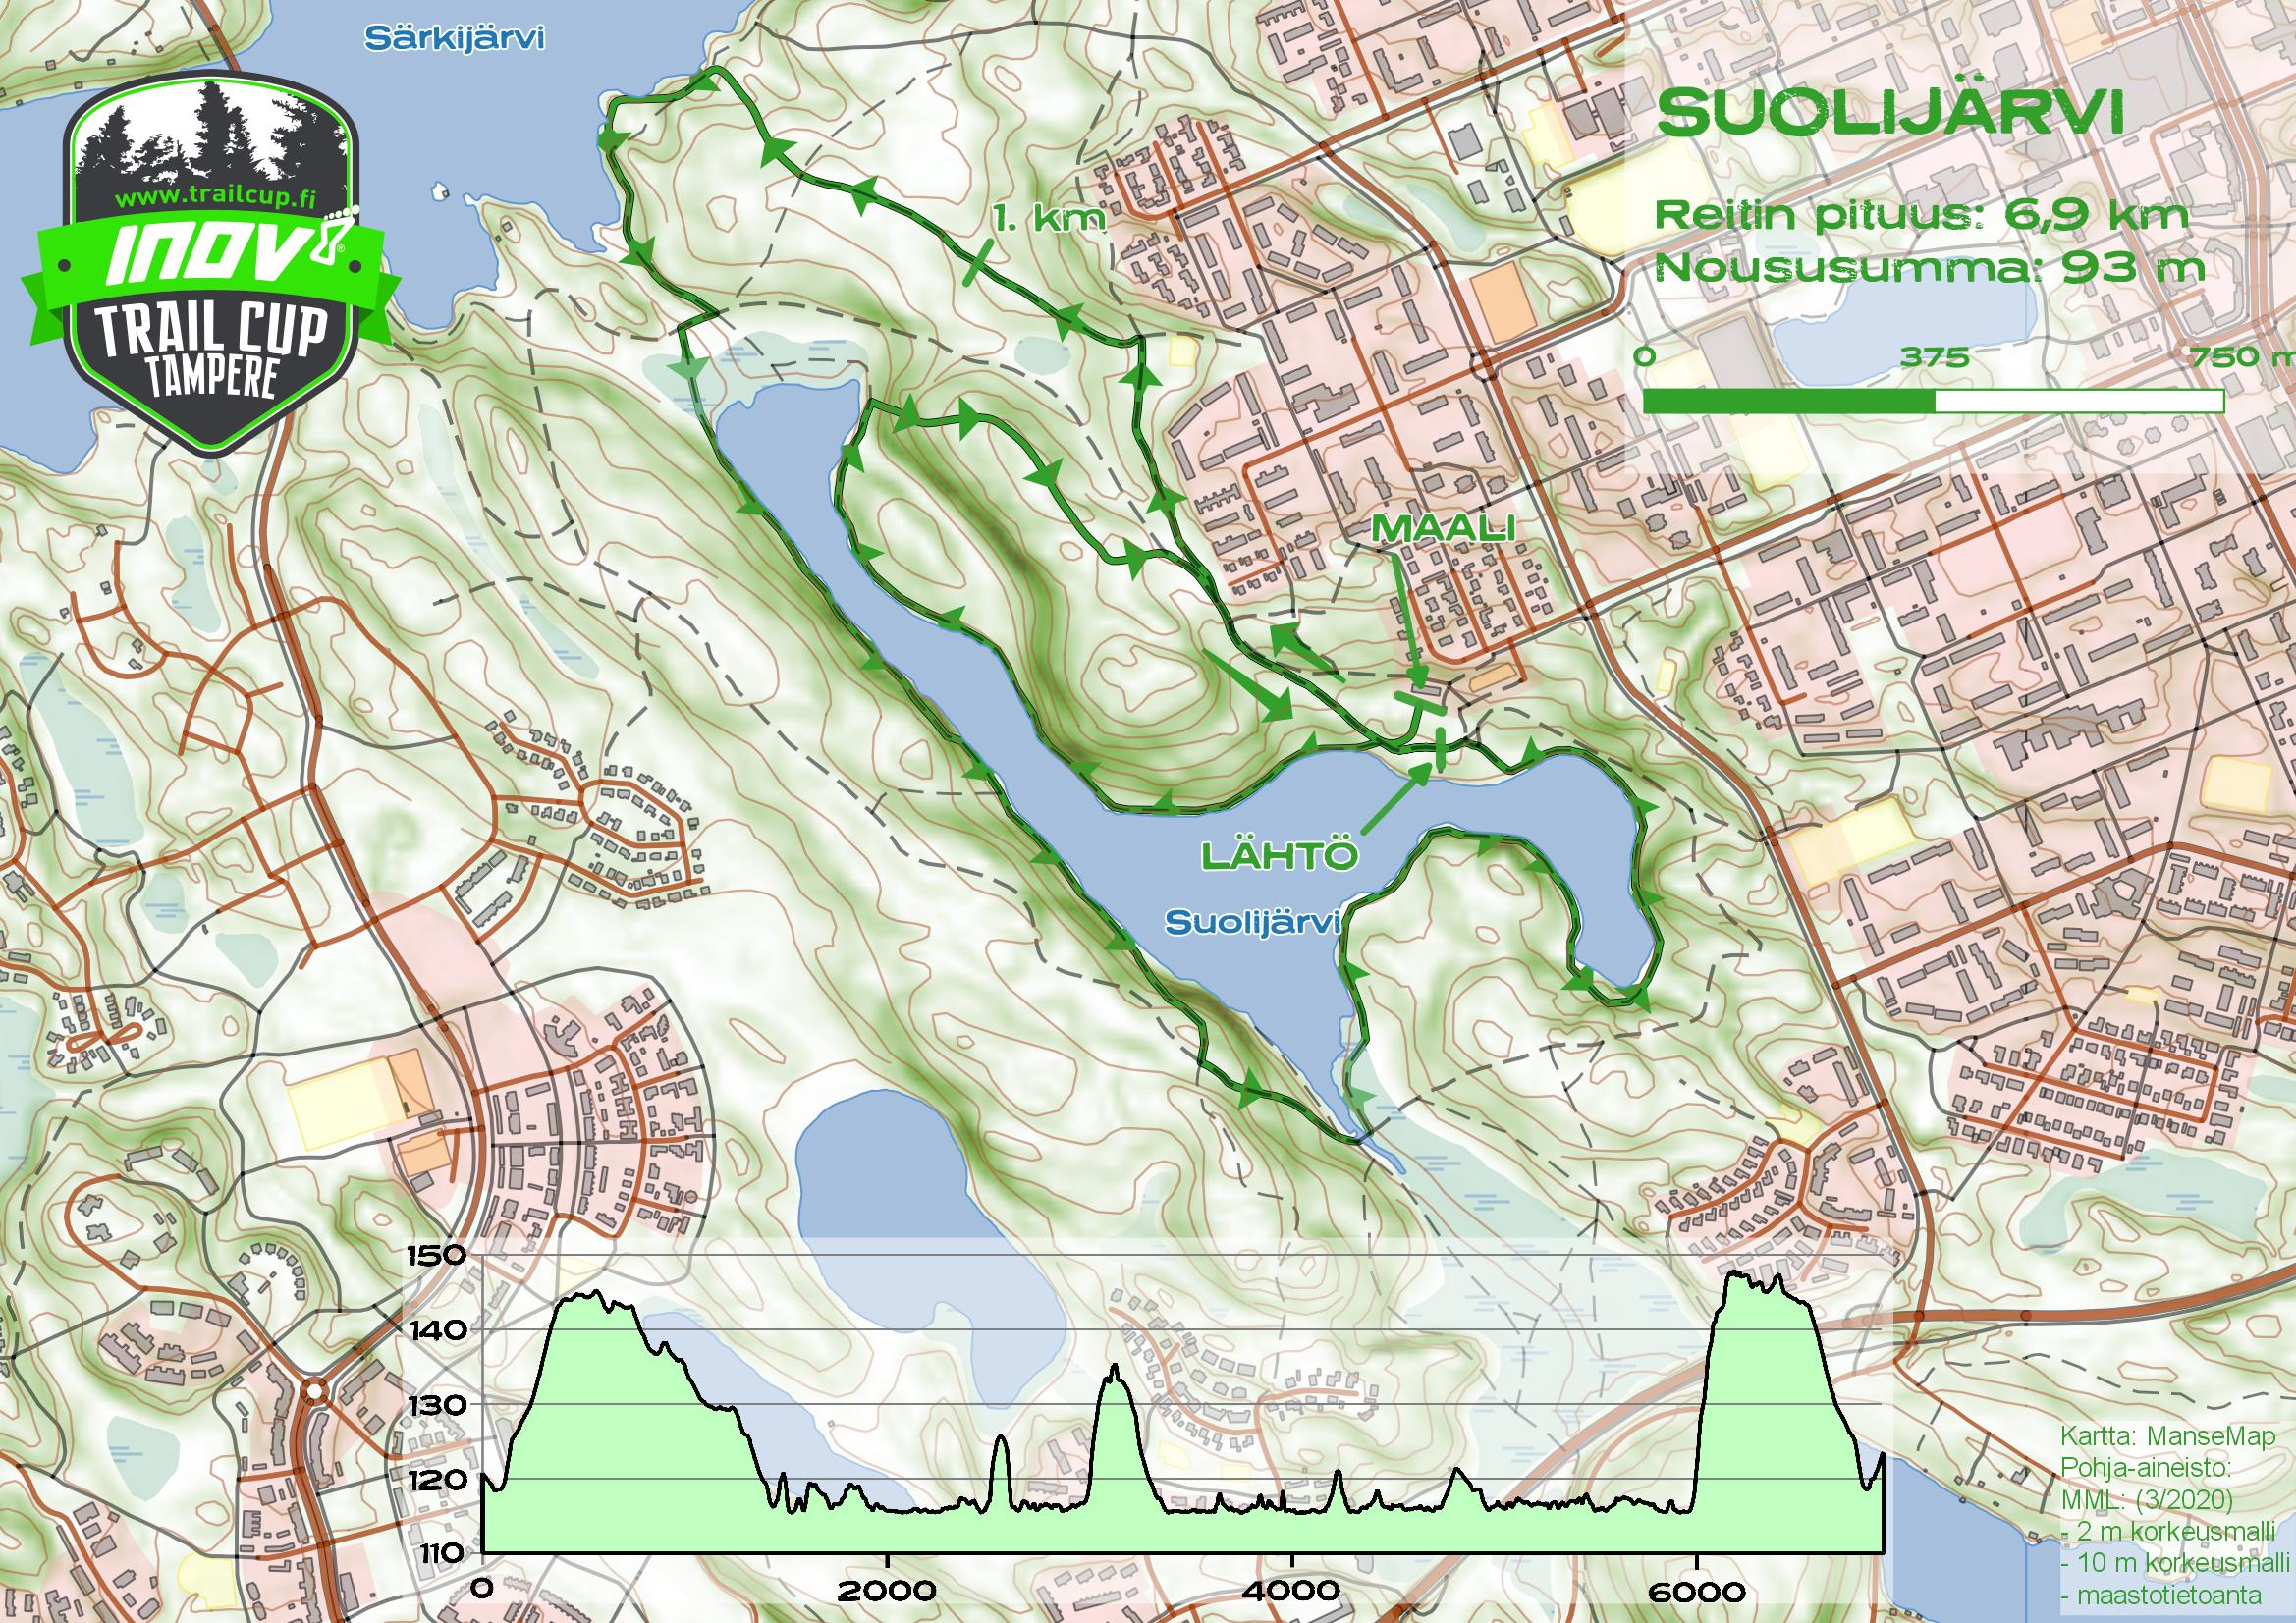 Särkijärvi
www.trailcup.fi
inov8
TRAIL CUP
TAMPERE
SUOLIJÄRVI
Reitin pituus: 6,9 km
Noususumma: 93 m
0 375 750 m
1. km
MAALI
LÄHTÖ
Suolijärvi
150
140
130
120
110
0 2000 4000 6000
Kartta: ManseMap
Pohja-aineisto:
MML: (3/2020)
- 2 m korkeusmalli
- 10 m korkeusmalli
- maastotietoanta